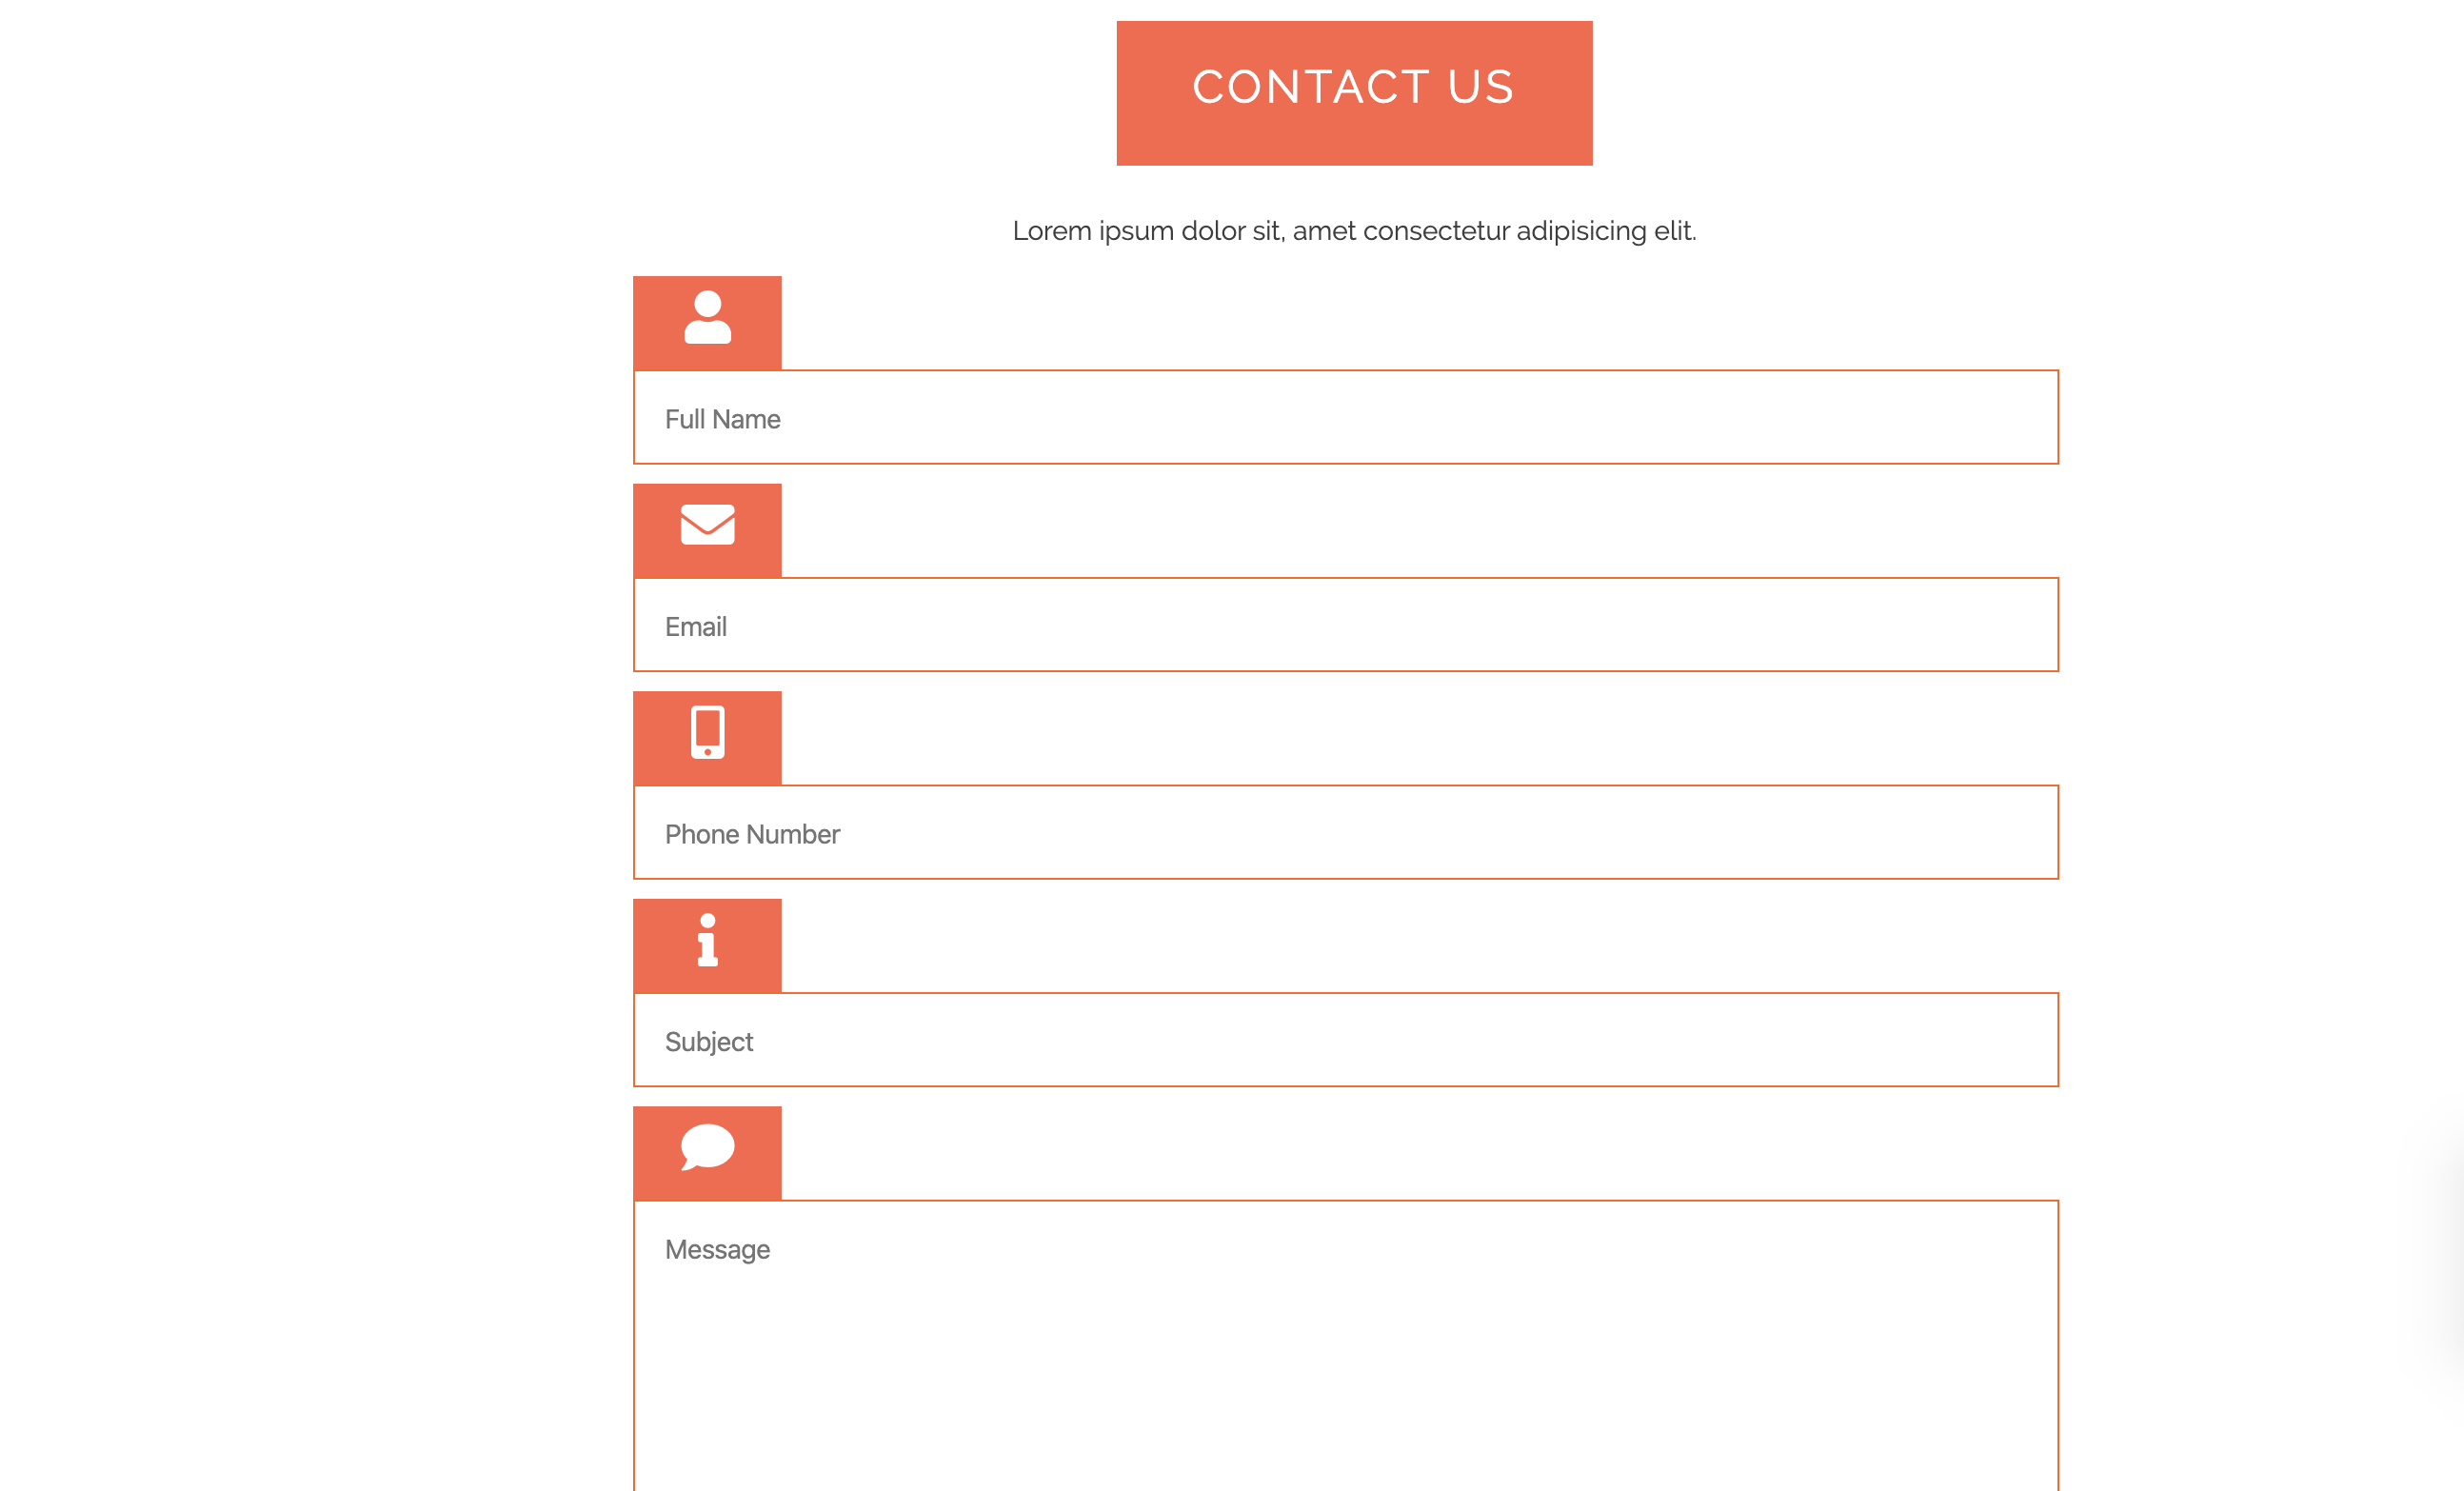 CONTACT US
Lorem ipsum dolor sit, amet consectetur adipisicing elit.
Full Name
Email
Phone Number
Subject
Message